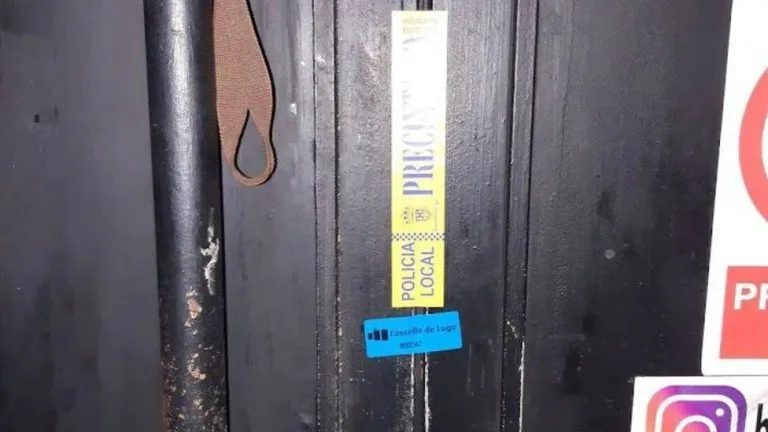 PRECINTADO
POLICIA
LOCAL
Concello de Lugo
PR